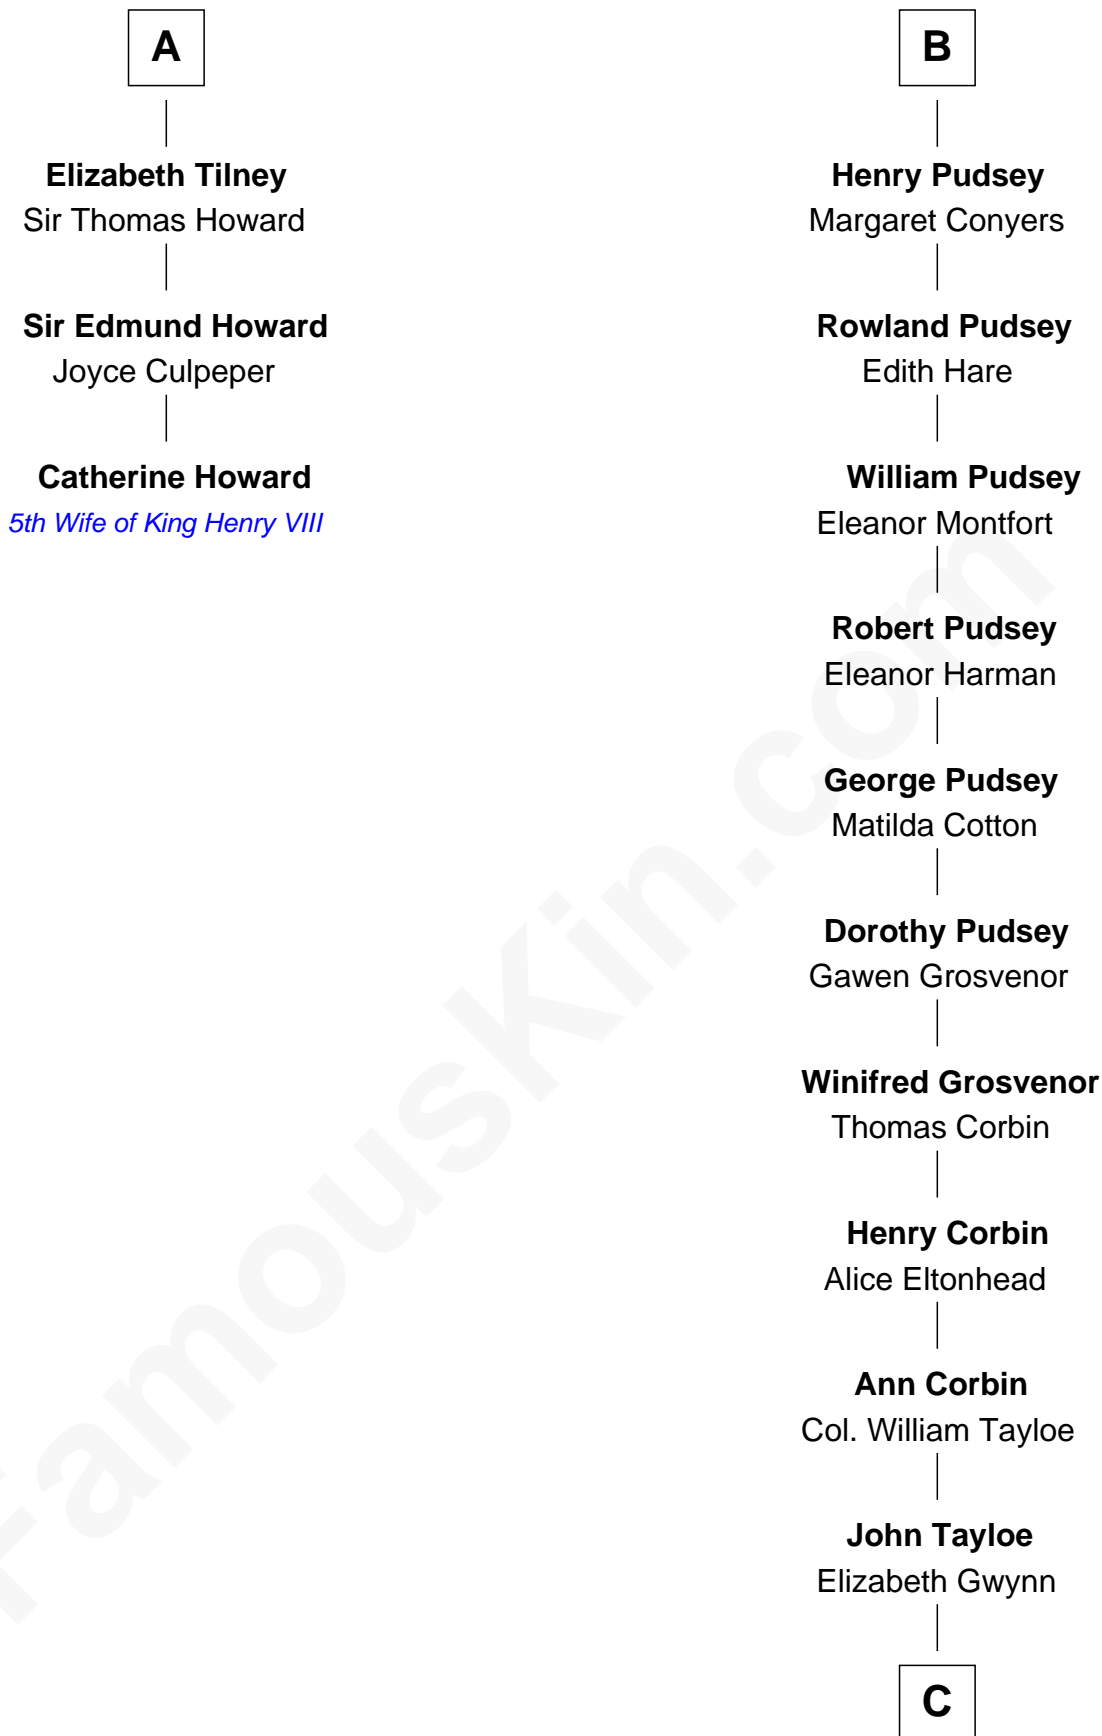 A
Elizabeth Tilney
Sir Thomas Howard
Sir Edmund Howard
Joyce Culpeper
Catherine Howard
5th Wife of King Henry VIII
B
Henry Pudsey
Margaret Conyers
Rowland Pudsey
Edith Hare
William Pudsey
Eleanor Montfort
Robert Pudsey
Eleanor Harman
George Pudsey
Matilda Cotton
Dorothy Pudsey
Gawen Grosvenor
Winifred Grosvenor
Thomas Corbin
Henry Corbin
Alice Eltonhead
Ann Corbin
Col. William Tayloe
John Tayloe
Elizabeth Gwynn
C
FamousKin.com